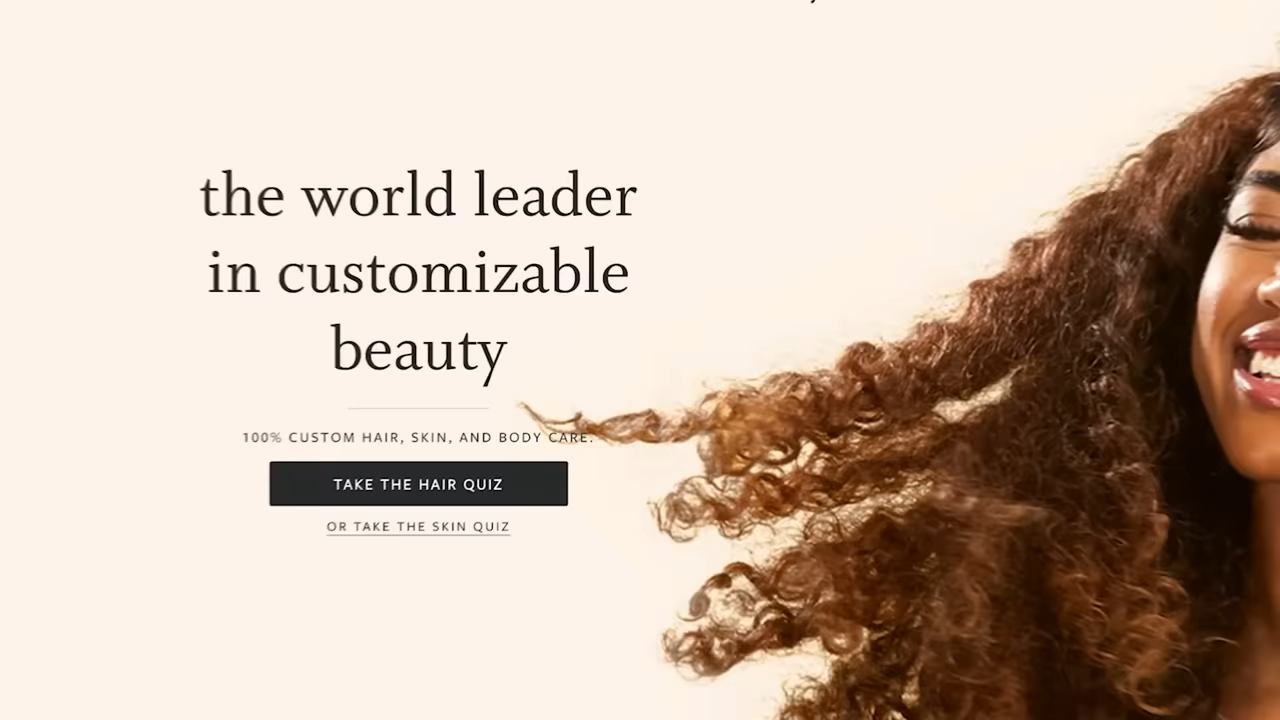 the world leader
in customizable
beauty
100% CUSTOM HAIR, SKIN, AND BODY CARE.
TAKE THE HAIR QUIZ
OR TAKE THE SKIN QUIZ